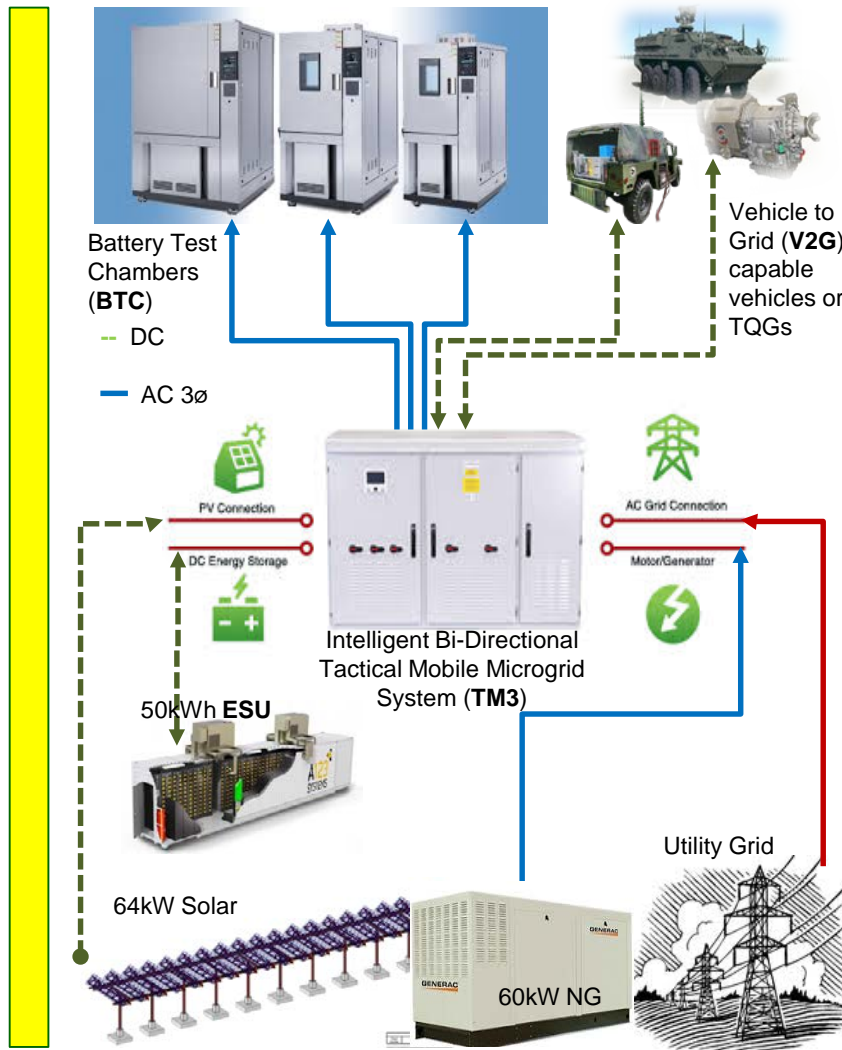 Battery Test
Chambers
(BTC)
Vehicle to
Grid (V2G)
capable
vehicles or
TQGs
-- DC
AC 3ø
PV Connection
DC Energy Storage
AC Grid Connection
Motor/Generator
Intelligent Bi-Directional
Tactical Mobile Microgrid
System (TM3)
50kWh ESU
A123
SYSTEMS
Utility Grid
64kW Solar
GENERAC
60kW NG
GENERAC